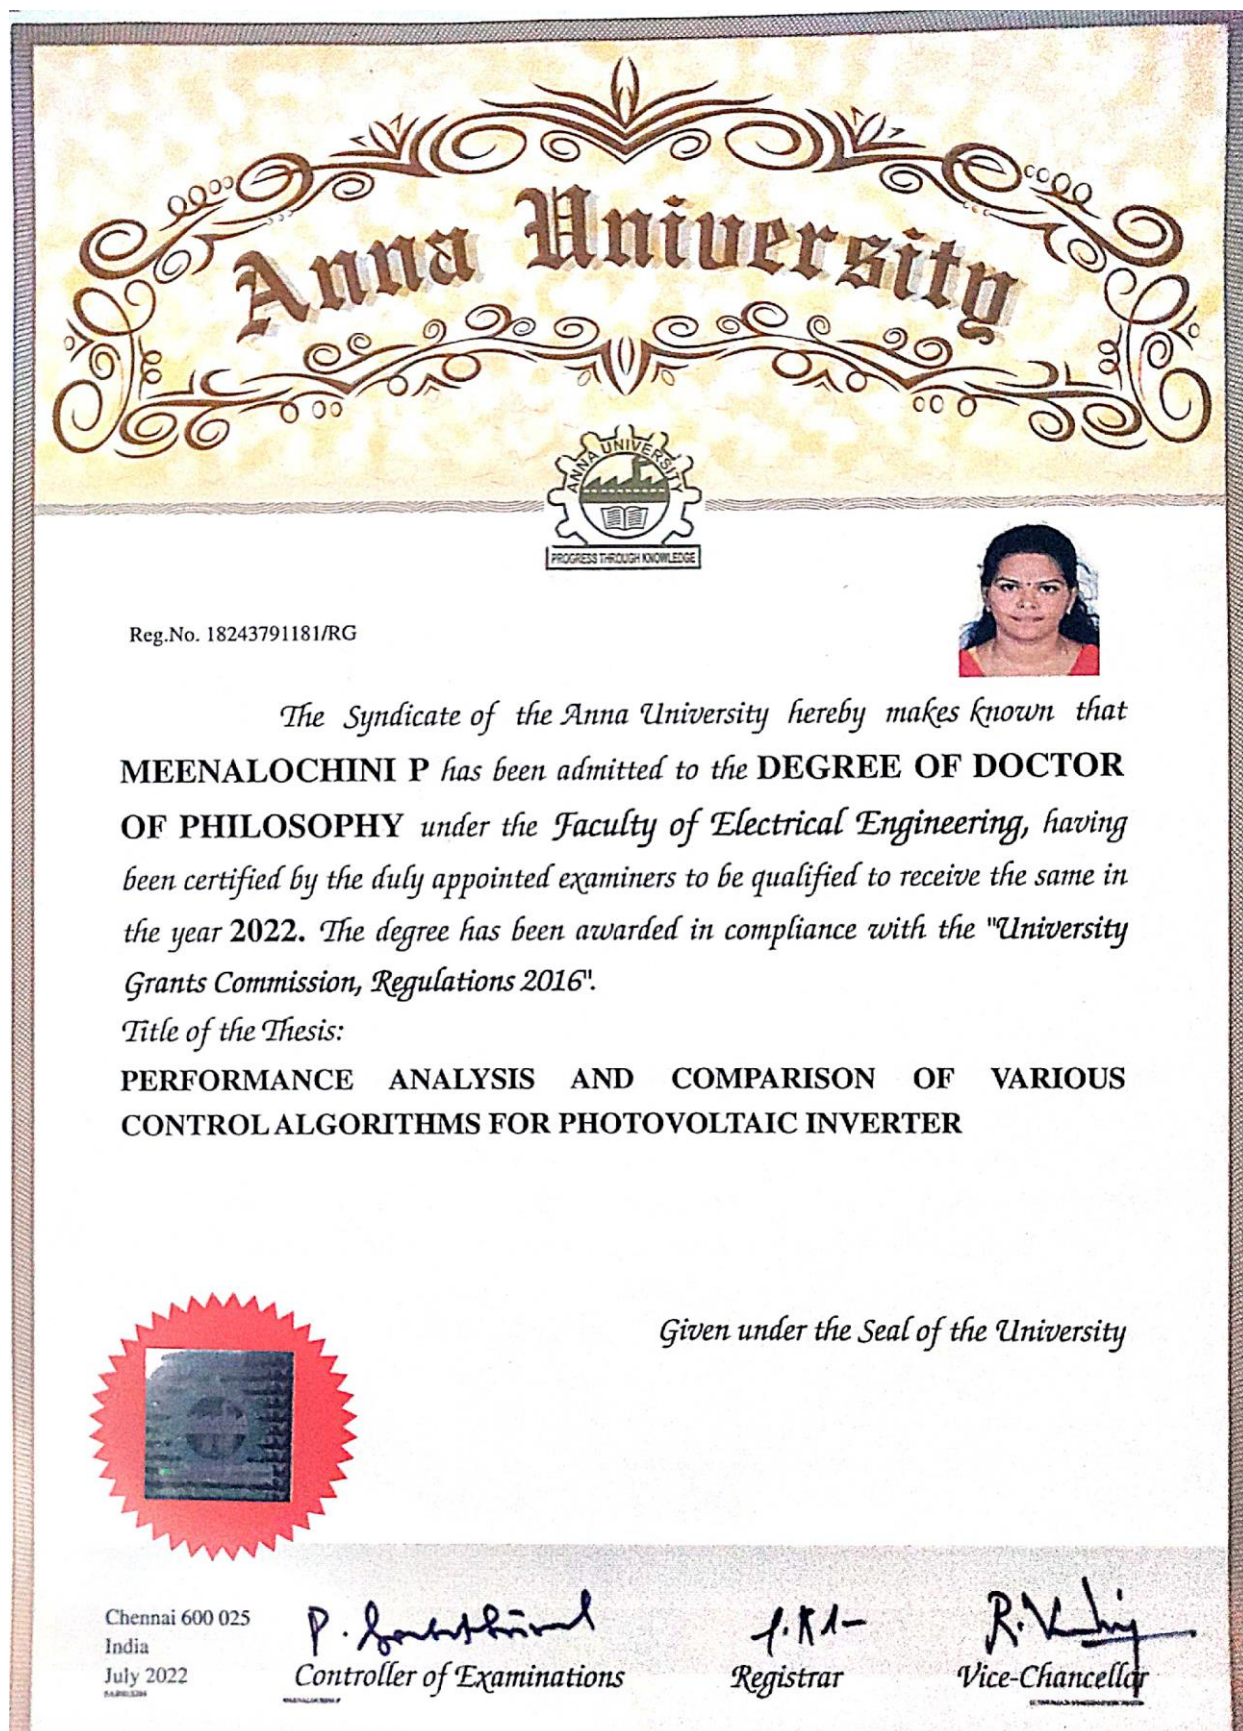 Anna University
ANNA UNIVERSITY
PROGRESS THROUGH KNOWLEDGE
Reg.No. 18243791181/RG
The Syndicate of the Anna University hereby makes known that
MEENALOCHINI P has been admitted to the DEGREE OF DOCTOR
OF PHILOSOPHY under the Faculty of Electrical Engineering, having
been certified by the duly appointed examiners to be qualified to receive the same in
the year 2022. The degree has been awarded in compliance with the "University
Grants Commission, Regulations 2016".
Title of the Thesis:
PERFORMANCE ANALYSIS AND COMPARISON OF VARIOUS
CONTROL ALGORITHMS FOR PHOTOVOLTAIC INVERTER
Given under the Seal of the University
Chennai 600 025
India
July 2022
Controller of Examinations
Registrar
Vice-Chancellor